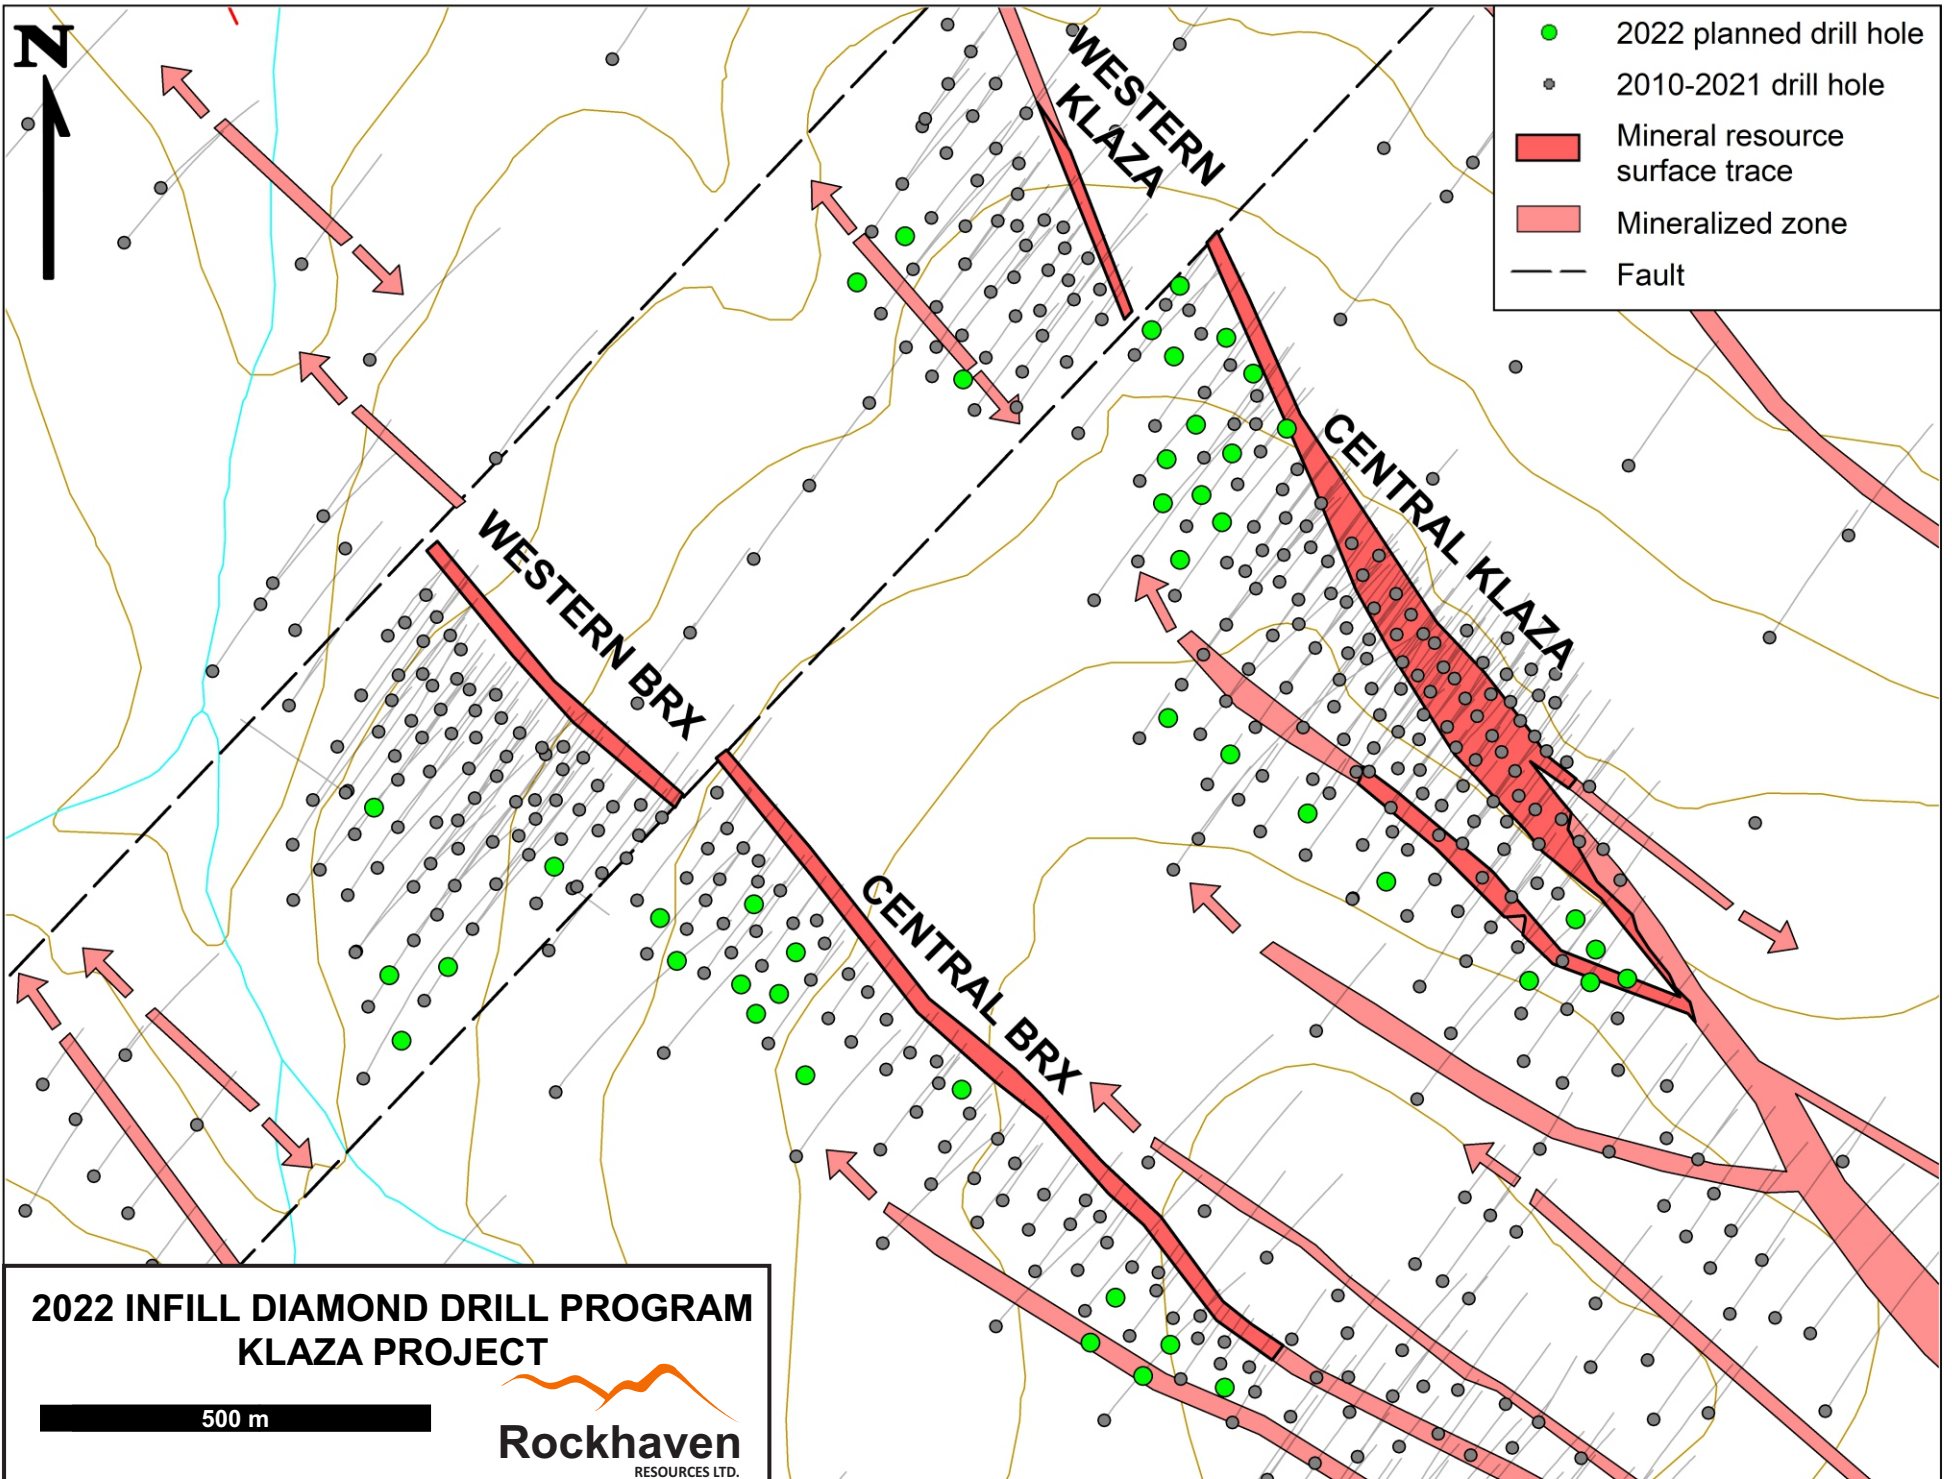 N
WESTERN
KLAZA
2022 planned drill hole
2010-2021 drill hole
Mineral resource
surface trace
Mineralized zone
Fault
CENTRAL KLAZA
WESTERN BRX
CENTRAL BRX
2022 INFILL DIAMOND DRILL PROGRAM
KLAZA PROJECT
500 m
Rockhaven
RESOURCES LTD.